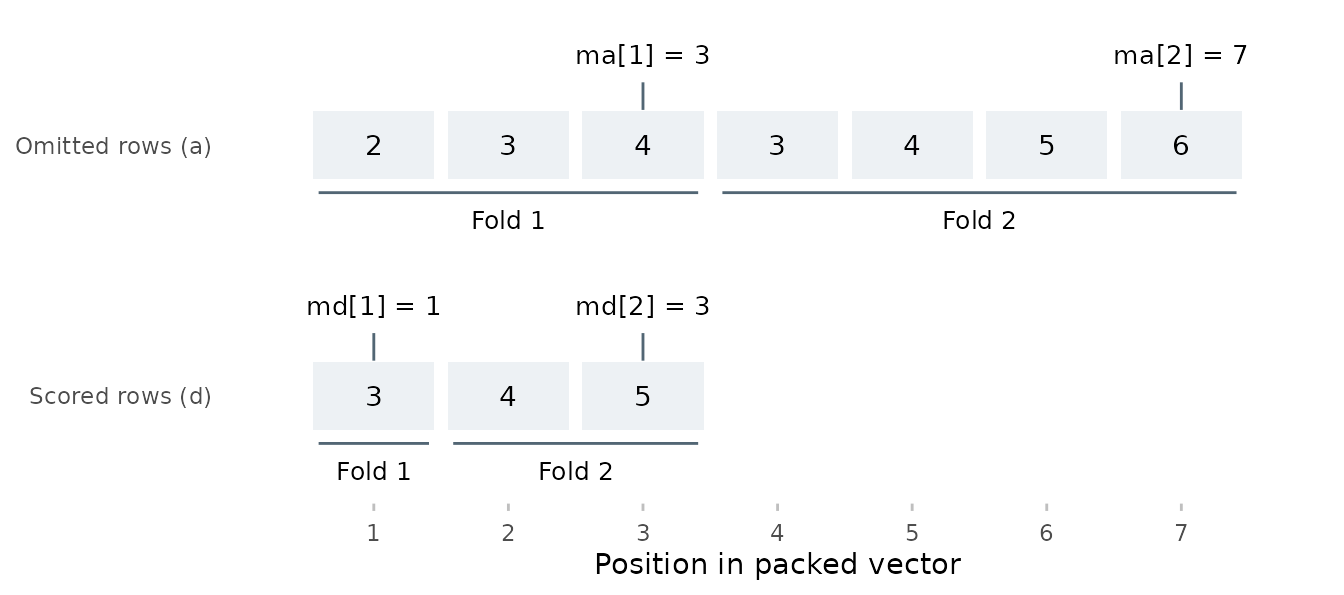 ma[1] = 3 ma[2] = 7
Omitted rows (a) 2 3 4 3 4 5 6
Fold 1 Fold 2
md[1] = 1 md[2] = 3
Scored rows (d) 3 4 5
Fold 1 Fold 2
1 2 3 4 5 6 7
Position in packed vector